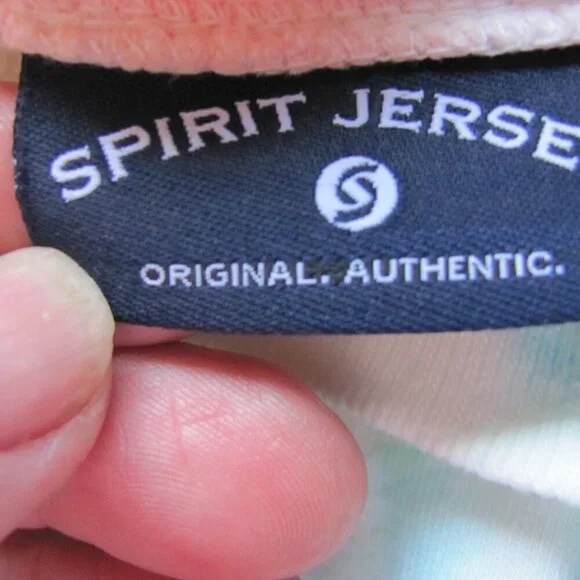 SPIRIT JERSE
S
ORIGINAL. AUTHENTIC.